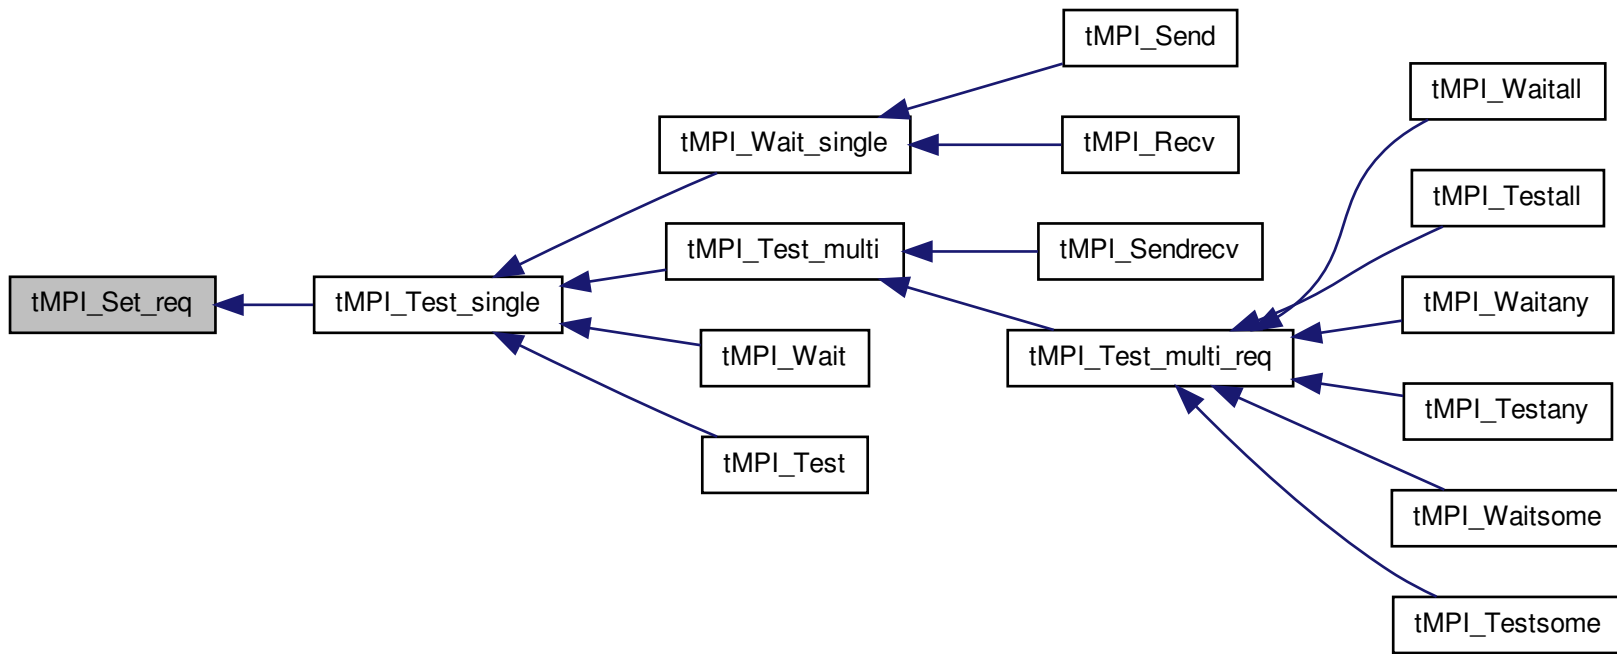 tMPI_Set_req
tMPI_Test_single
tMPI_Wait_single
tMPI_Send
tMPI_Recv
tMPI_Test_multi
tMPI_Sendrecv
tMPI_Test_multi_req
tMPI_Waitall
tMPI_Testall
tMPI_Waitany
tMPI_Testany
tMPI_Waitsome
tMPI_Testsome
tMPI_Wait
tMPI_Test